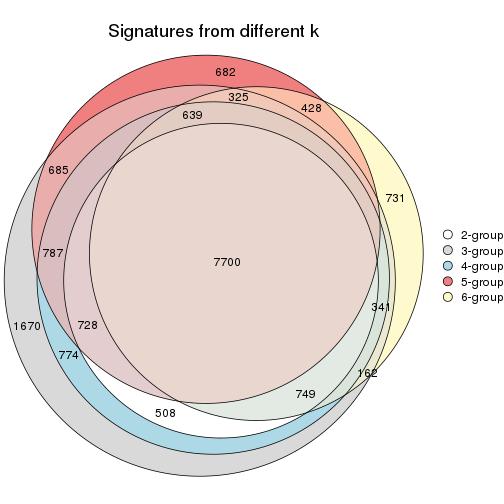 Signatures from different k
682
325
428
639
685
731
787
7700
341
1670
728
774
162
749
508
2-group
3-group
4-group
5-group
6-group